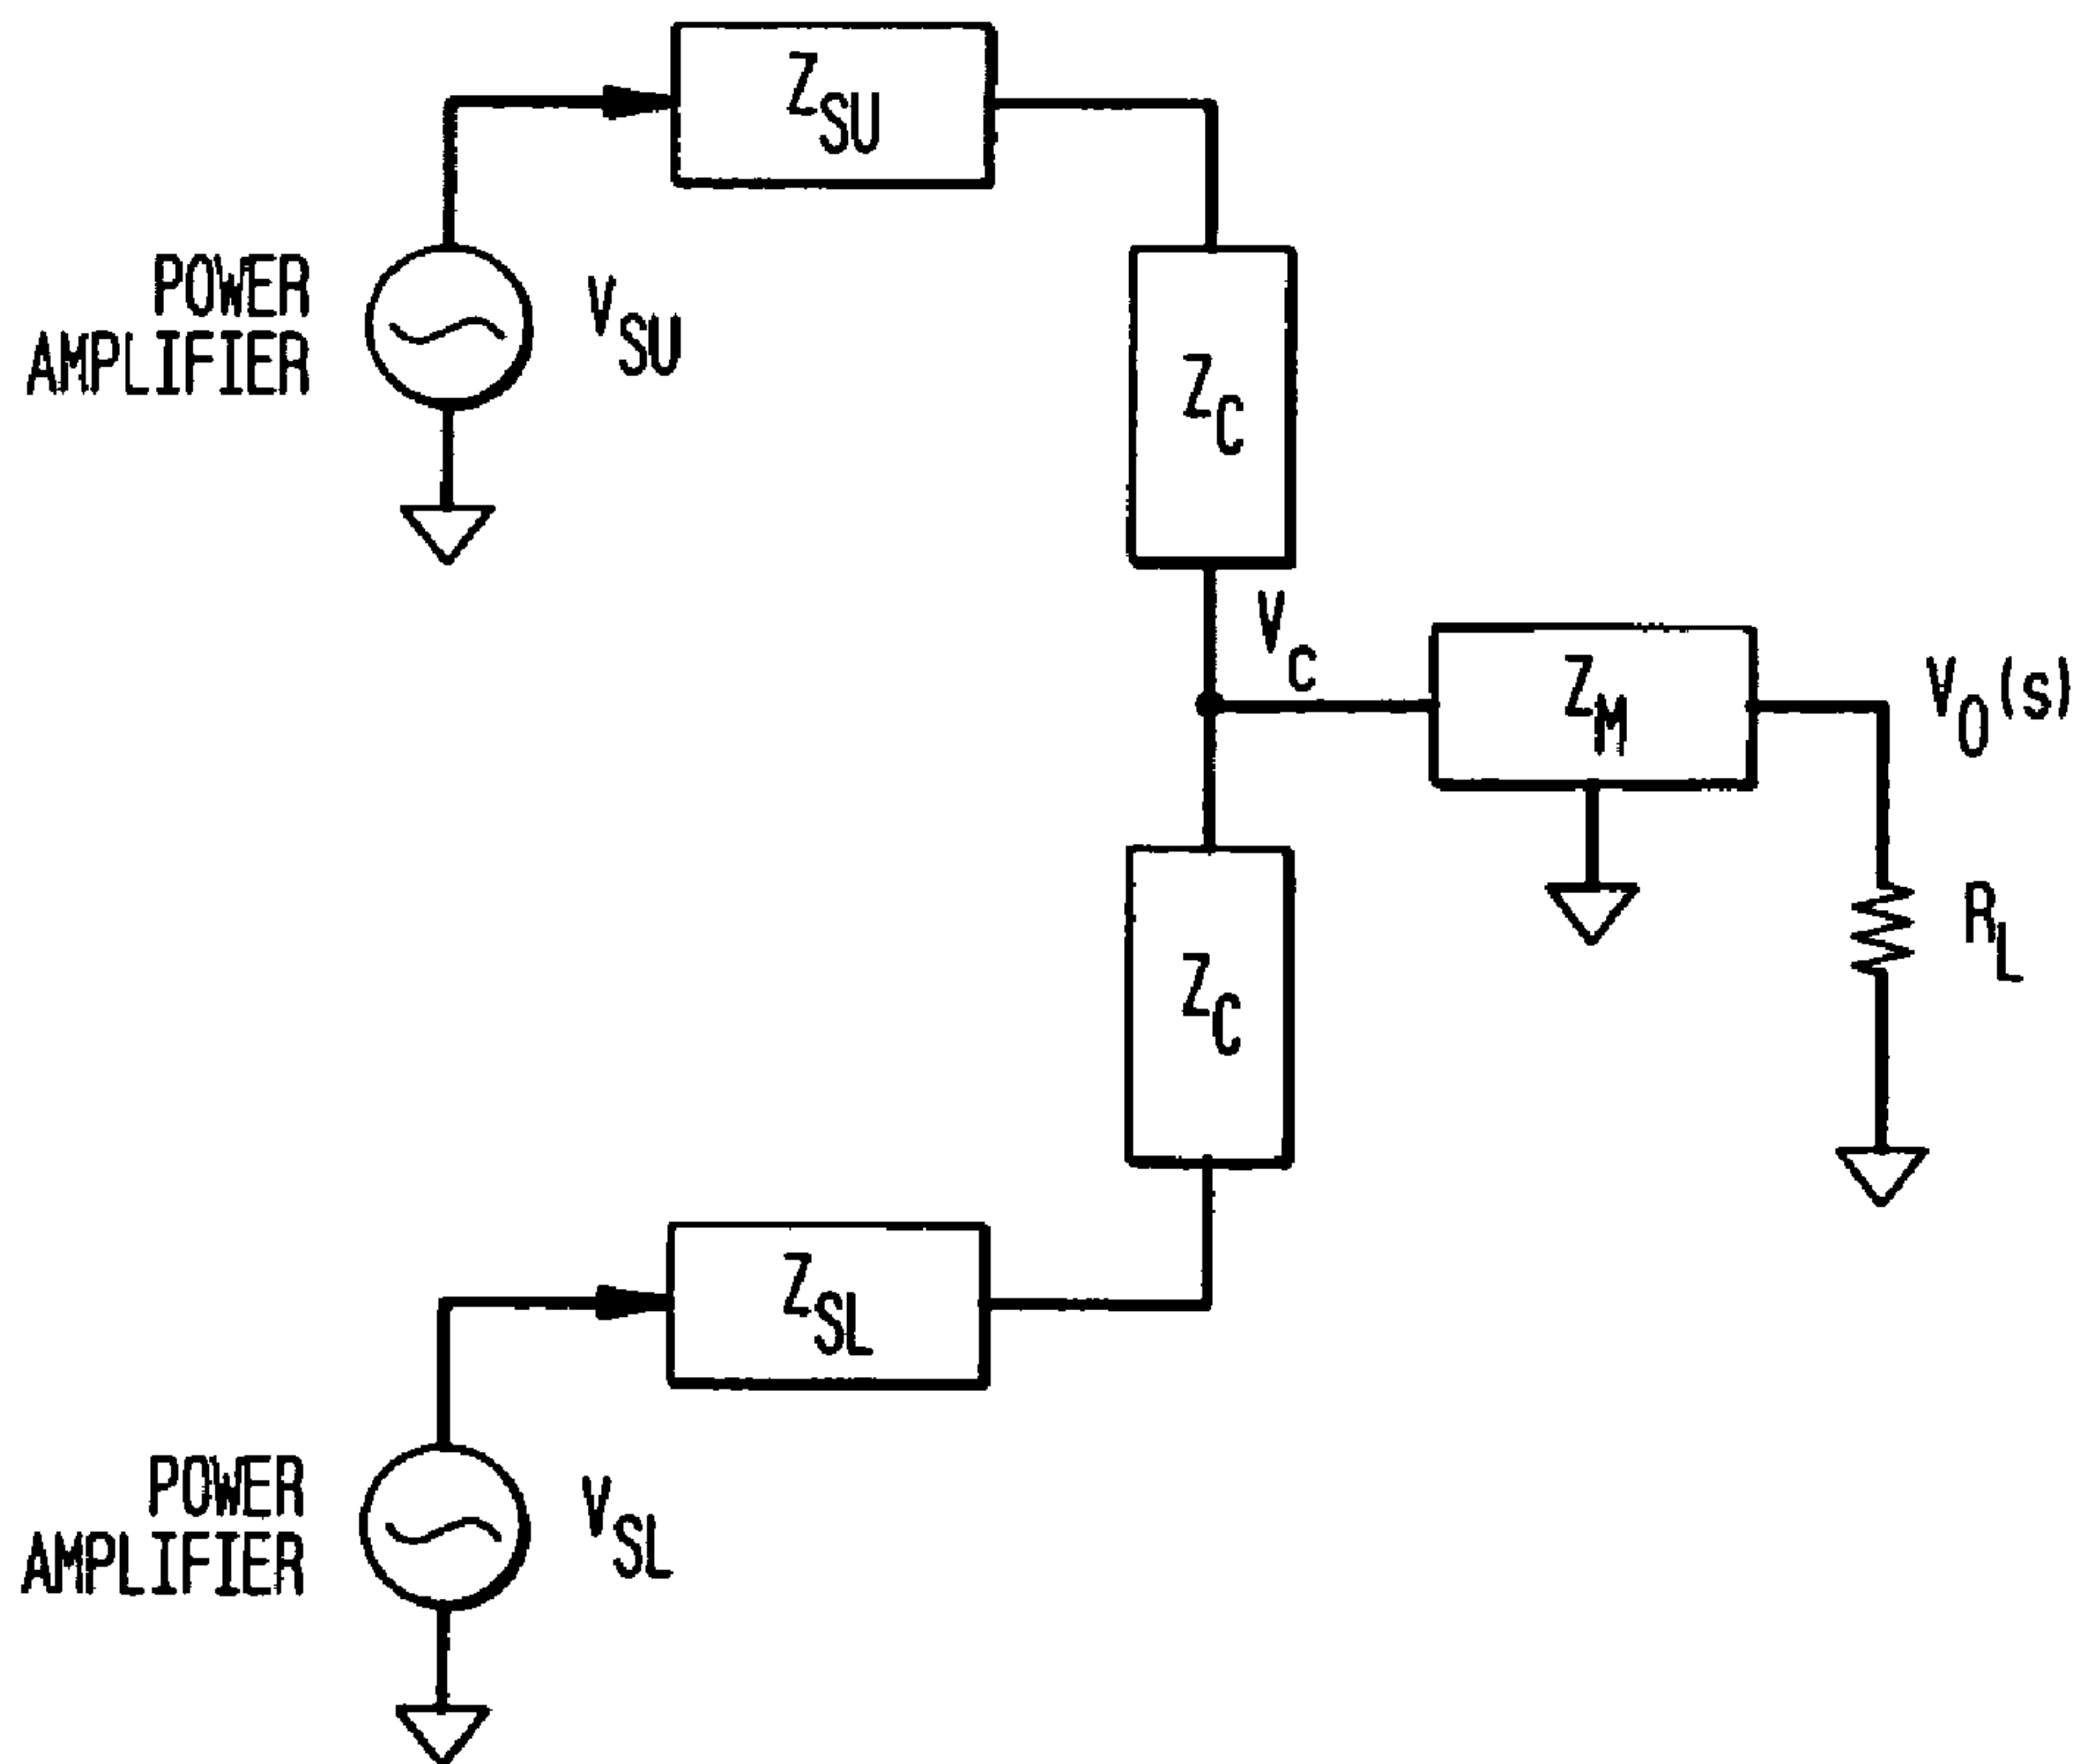 Z_SU
POWER
AMPLIFIER
V_SU
Z_C
V_C
Z_M
V_O(s)
R_L
Z_C
Z_SL
POWER
AMPLIFIER
V_SL